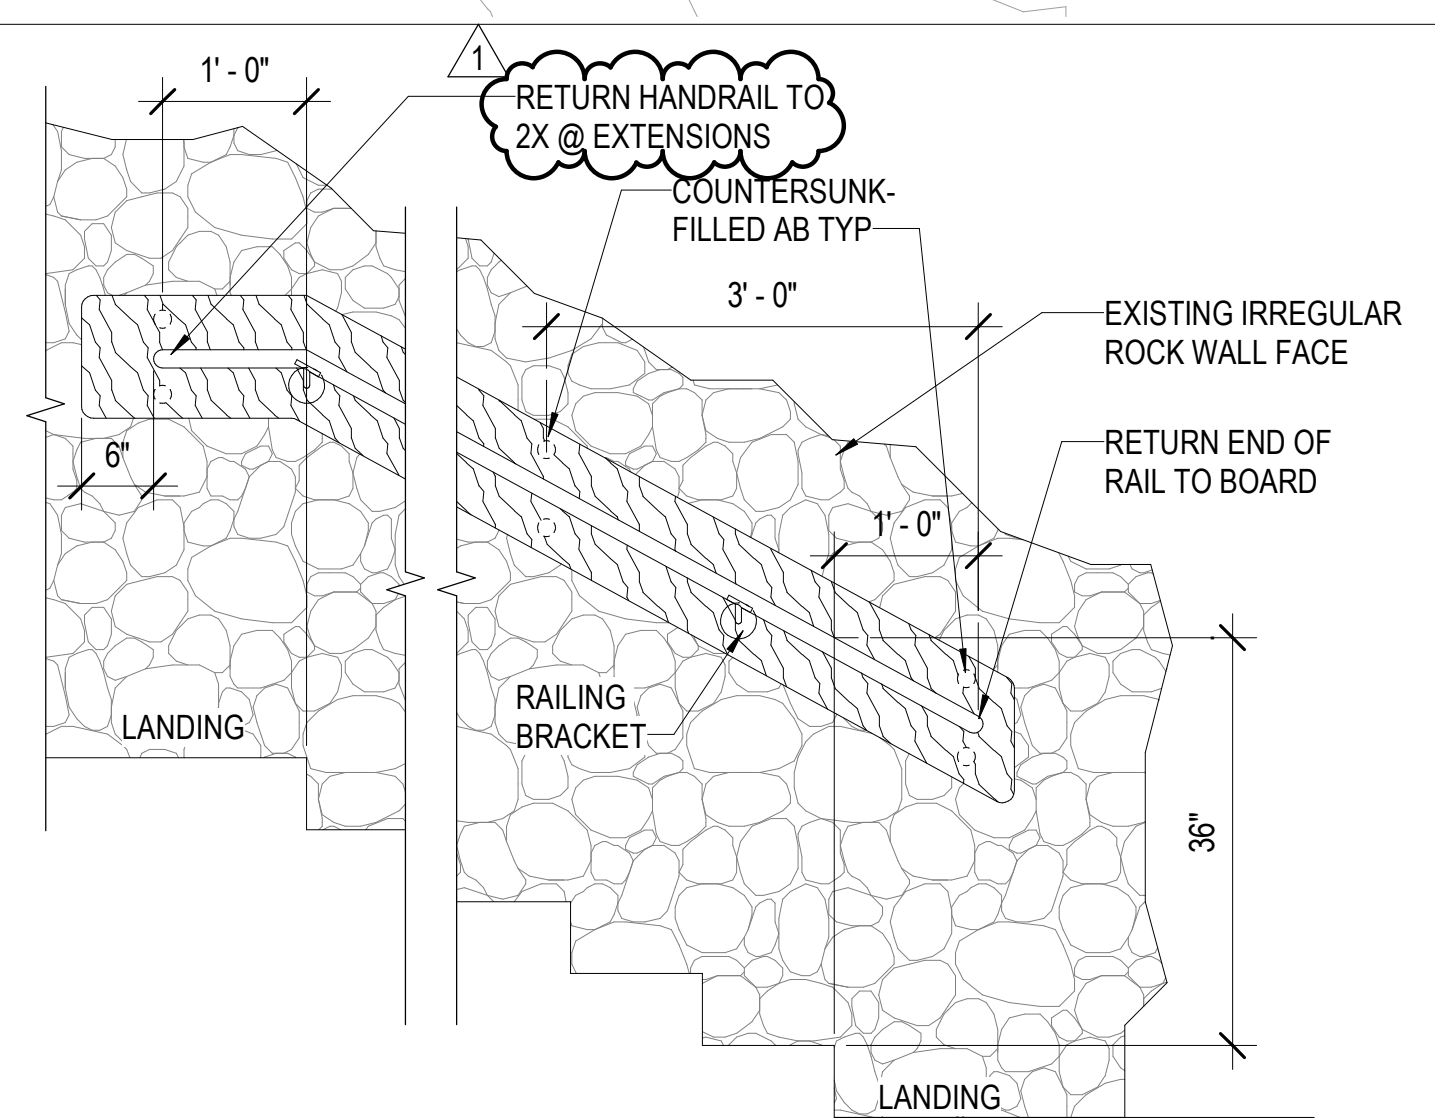 1
1' - 0"
RETURN HANDRAIL TO
2X @ EXTENSIONS
COUNTERSUNK-
FILLED AB TYP
3' - 0"
EXISTING IRREGULAR
ROCK WALL FACE
RETURN END OF
RAIL TO BOARD
6"
1' - 0"
RAILING
BRACKET
LANDING
36"
LANDING